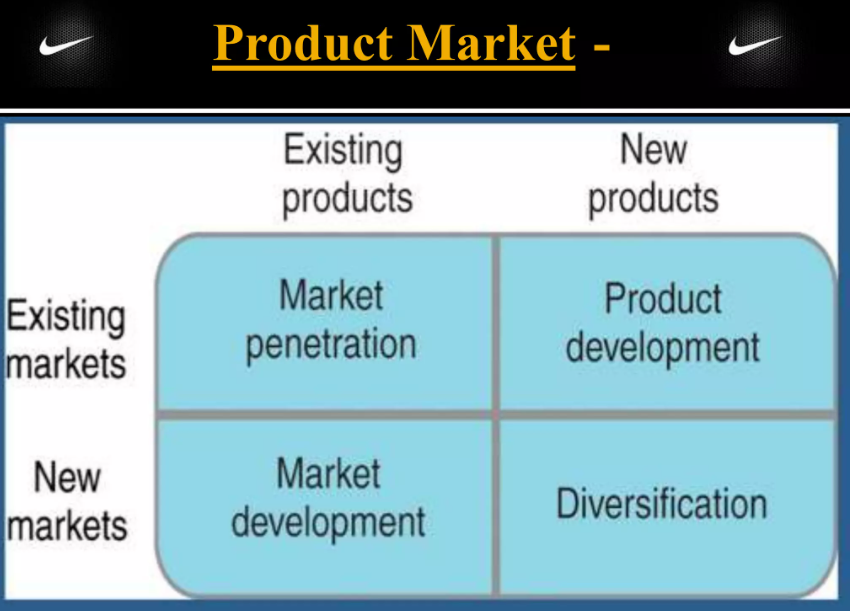 Product Market -
Existing
products
New
products
Existing
markets
Market
penetration
Product
development
New
markets
Market
development
Diversification